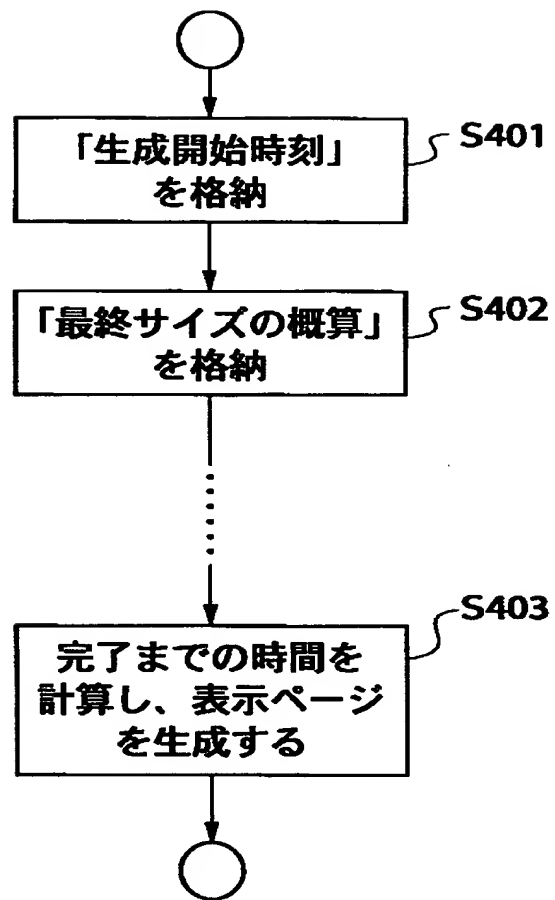 「生成開始時刻」
を格納
S401
「最終サイズの概算」
を格納
S402
S403
完了までの時間を
計算し、表示ページ
を生成する